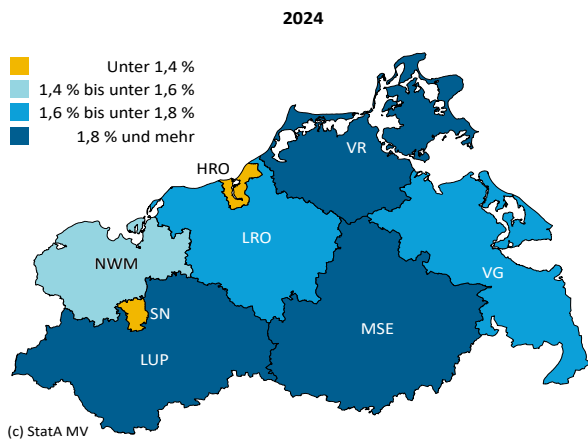 2024
Unter 1,4 %
1,4 % bis unter 1,6 %
1,6 % bis unter 1,8 %
1,8 % und mehr
VR
HRO
LRO
NWM
VG
SN
MSE
LUP
(c) StatA MV